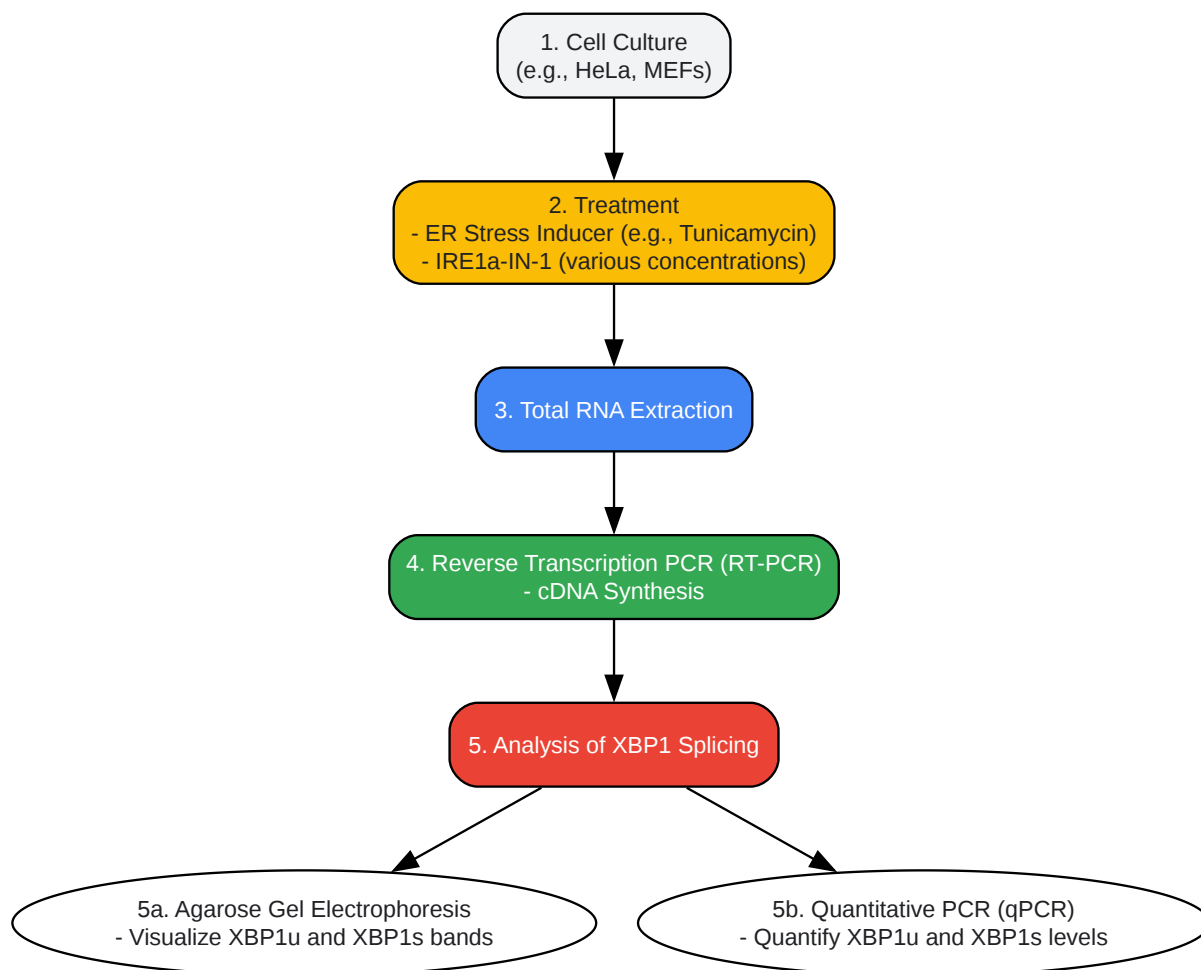 1. Cell Culture
(e.g., HeLa, MEFs)
2. Treatment
- ER Stress Inducer (e.g., Tunicamycin)
- IRE1a-IN-1 (various concentrations)
3. Total RNA Extraction
4. Reverse Transcription PCR (RT-PCR)
- cDNA Synthesis
5. Analysis of XBP1 Splicing
5a. Agarose Gel Electrophoresis
- Visualize XBP1u and XBP1s bands
5b. Quantitative PCR (qPCR)
- Quantify XBP1u and XBP1s levels